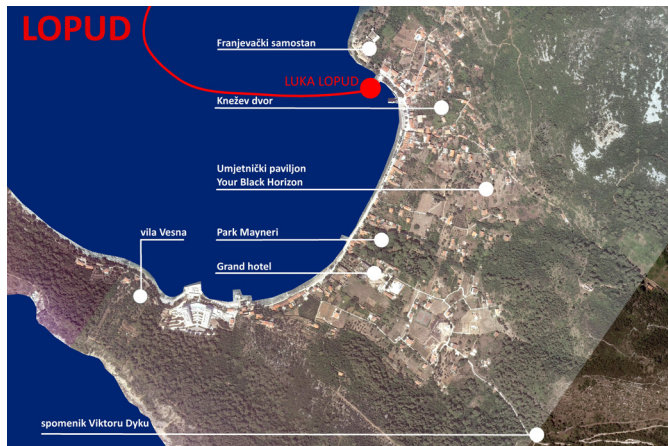 LOPUD
Franjevački samostan
LUKA LOPUD
Knežev dvor
Umjetnički paviljon
Your Black Horizon
vila Vesna
Park Mayneri
Grand hotel
spomenik Viktoru Dyku